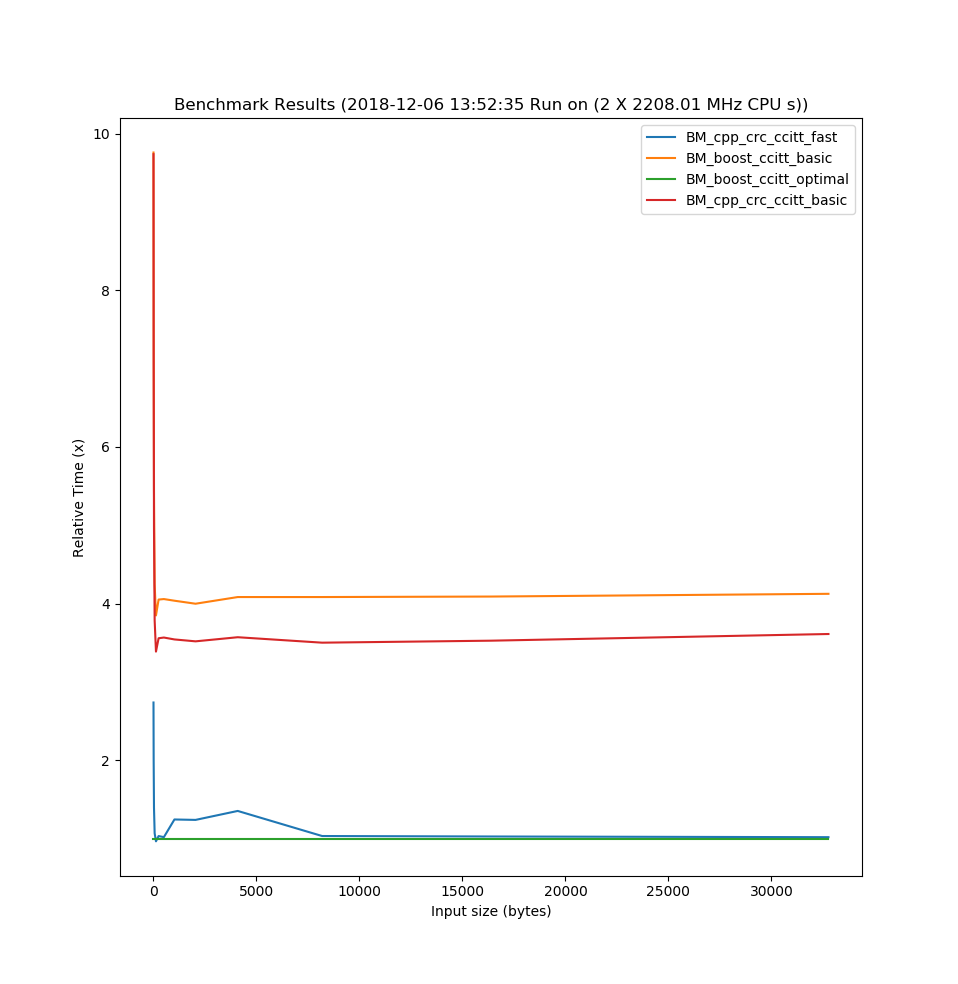 Benchmark Results (2018-12-06 13:52:35 Run on (2 X 2208.01 MHz CPU s))
BM_cpp_crc_ccitt_fast
BM_boost_ccitt_basic
BM_boost_ccitt_optimal
BM_cpp_crc_ccitt_basic
10
8
6
4
2
Relative Time (x)
0 5000 10000 15000 20000 25000 30000
Input size (bytes)